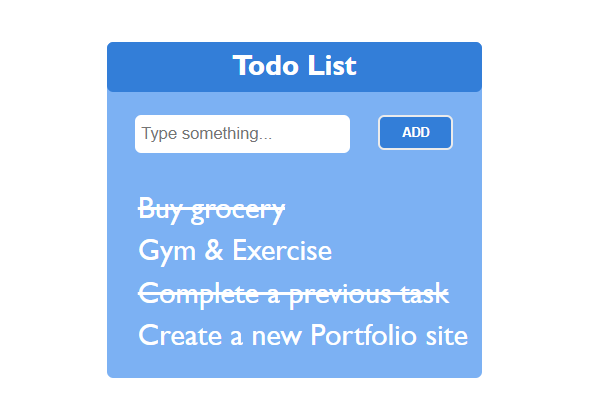 Todo List
Type something...
ADD
Buy grocery
Gym & Exercise
Complete a previous task
Create a new Portfolio site